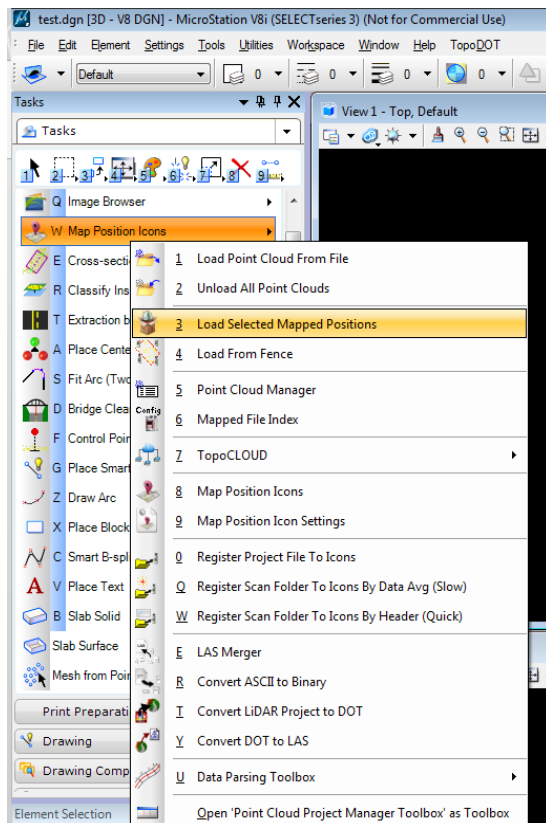 test.dgn [3D - V8 DGN] - MicroStation V8i (SELECTseries 3) (Not for Commercial Use)
File Edit Element Settings Tools Utilities Workspace Window Help TopoDOT
Default 0 0 0 0
Tasks
View 1 - Top, Default
Tasks
1 2 3 4 5 6 7 8 9
Q Image Browser
W Map Position Icons
E Cross-secti
R Classify Ins
T Extraction b
A Place Cente
S Fit Arc (Two
D Bridge Clea
F Control Poin
G Place Smart
Z Draw Arc
X Place Block
C Smart B-spl
V Place Text
B Slab Solid
Slab Surface
Mesh from Poin
Print Preparati
Drawing
Drawing Comp
Element Selection
1 Load Point Cloud From File
2 Unload All Point Clouds
3 Load Selected Mapped Positions
4 Load From Fence
5 Point Cloud Manager
Config
6 Mapped File Index
7 TopoCLOUD
8 Map Position Icons
9 Map Position Icon Settings
0 Register Project File To Icons
Q Register Scan Folder To Icons By Data Avg (Slow)
W Register Scan Folder To Icons By Header (Quick)
E LAS Merger
R Convert ASCII to Binary
T Convert LiDAR Project to DOT
Y Convert DOT to LAS
U Data Parsing Toolbox
Open 'Point Cloud Project Manager Toolbox' as Toolbox